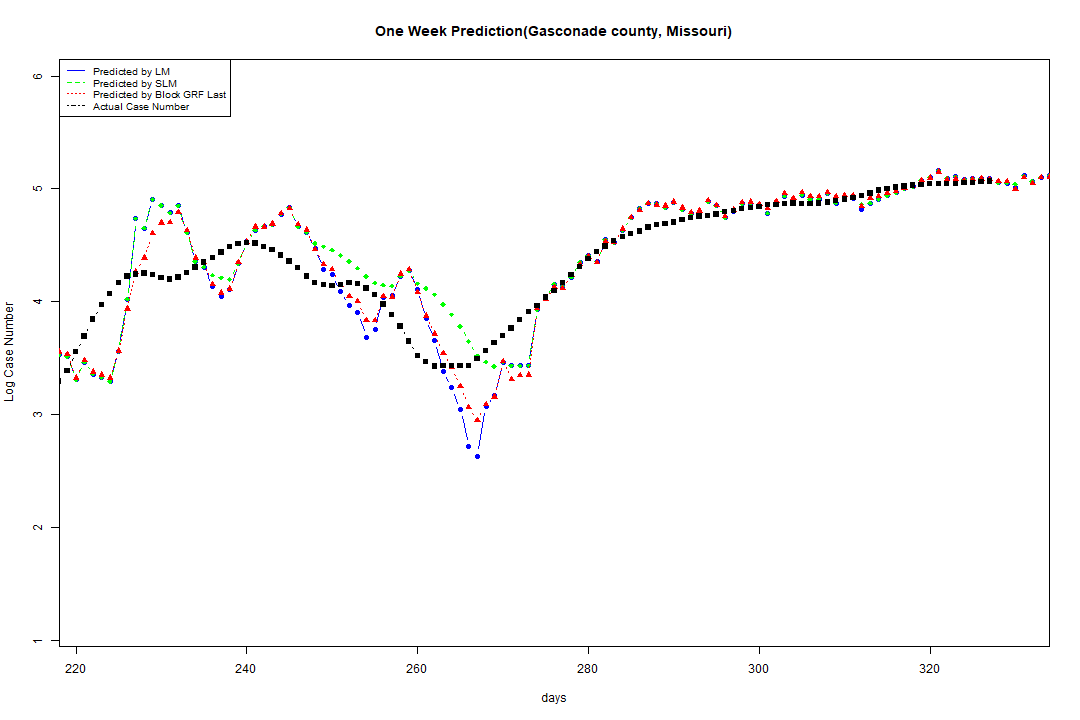 One Week Prediction(Gasconade county, Missouri)
Predicted by LM
Predicted by SLM
Predicted by Block GRF Last
Actual Case Number
6
5
4
3
2
1
Log Case Number
220 240 260 280 300 320
days